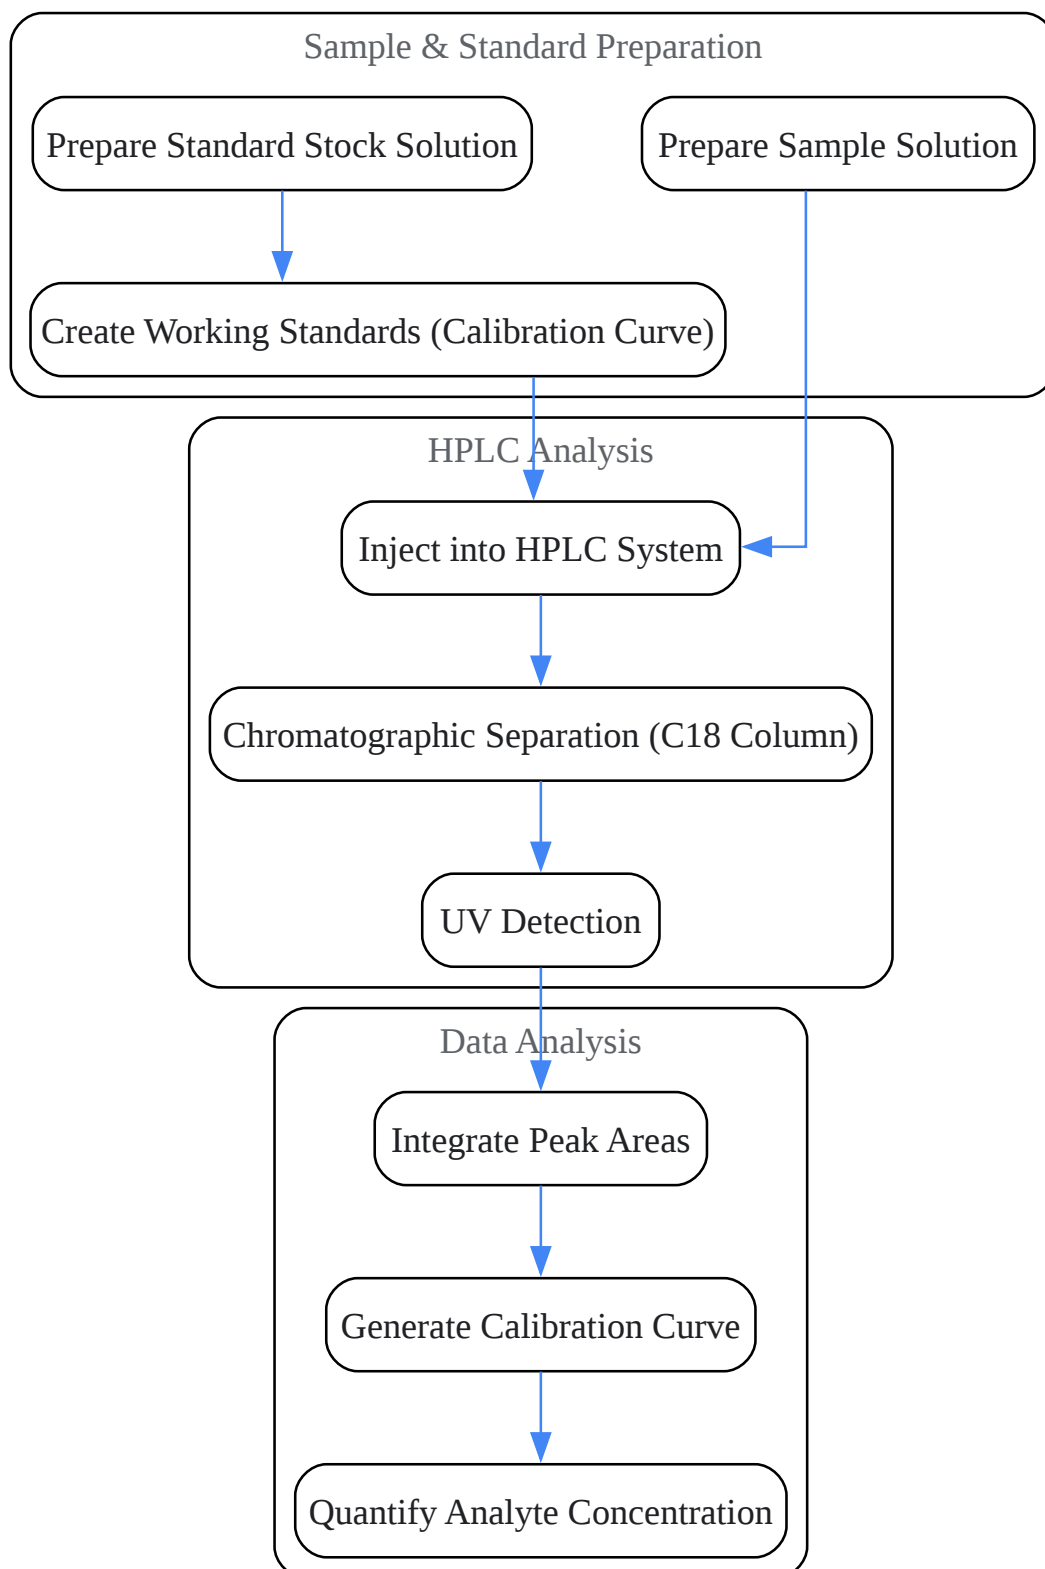 Sample & Standard Preparation
Prepare Standard Stock Solution
Prepare Sample Solution
Create Working Standards (Calibration Curve)
HPLC Analysis
Inject into HPLC System
Chromatographic Separation (C18 Column)
UV Detection
Data Analysis
Integrate Peak Areas
Generate Calibration Curve
Quantify Analyte Concentration